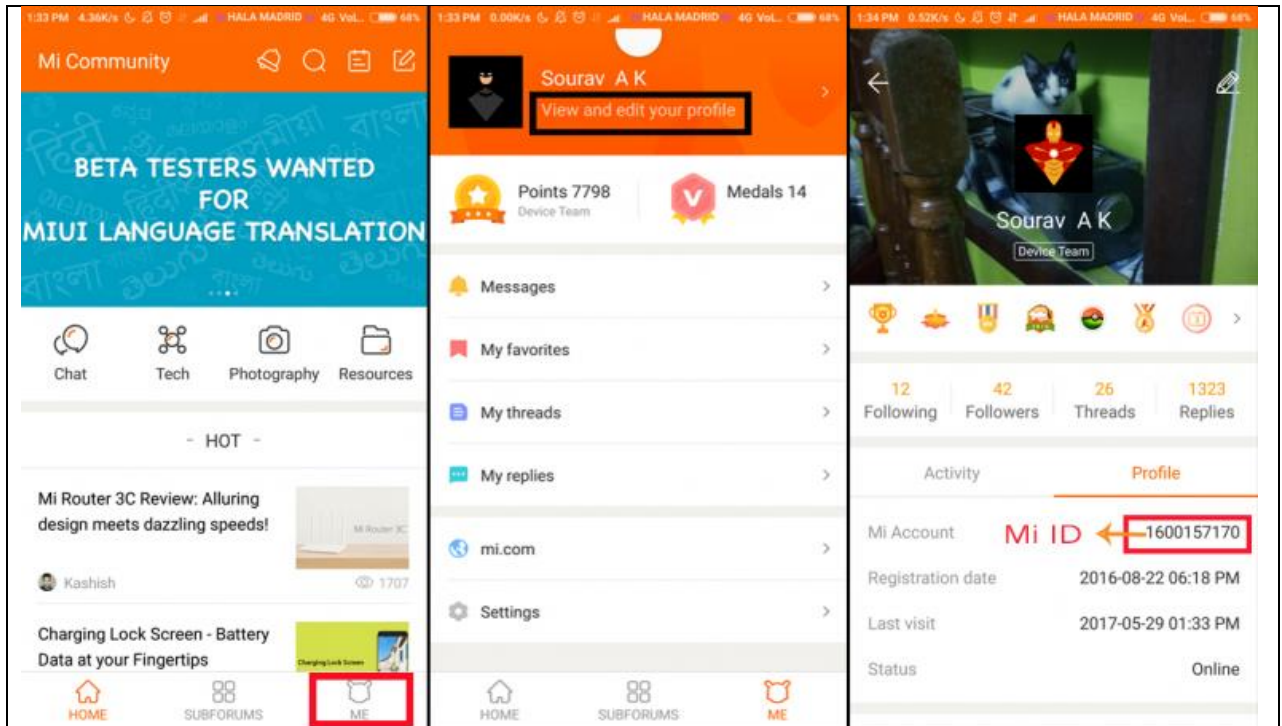 1:33 PM 4.36K/s HALA MADRID 4G VoL.. 68%
Mi Community
हिंदी
বাংলা
తెలుగు
BETA TESTERS WANTED
FOR
MIUI LANGUAGE TRANSLATION
Chat Tech Photography Resources
- HOT -
Mi Router 3C Review: Alluring
design meets dazzling speeds!
Mi Router 3C
Kashish 1707
Charging Lock Screen - Battery
Data at your Fingertips
Charging Lock Screen
HOME SUBFORUMS ME
1:33 PM 0.00K/s HALA MADRID 4G VoL.. 68%
Sourav A K
View and edit your profile
Points 7798
Device Team
Medals 14
Messages
My favorites
My threads
My replies
mi.com
Settings
HOME SUBFORUMS ME
1:34 PM 0.52K/s HALA MADRID 4G VoL.. 68%
Sourav A K
Device Team
12 42 26 1323
Following Followers Threads Replies
Activity Profile
Mi Account Mi ID 1600157170
Registration date 2016-08-22 06:18 PM
Last visit 2017-05-29 01:33 PM
Status Online